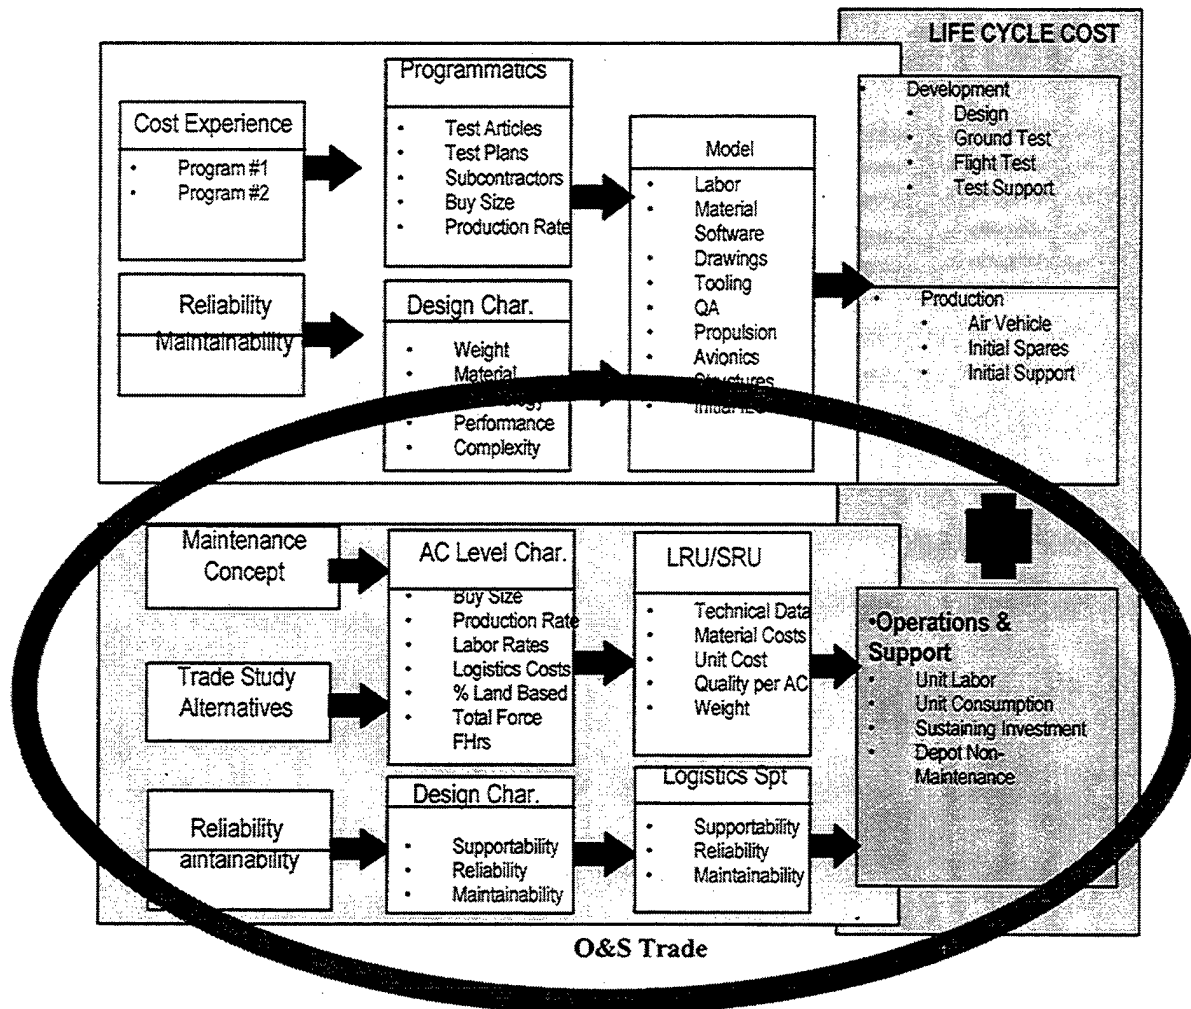 LIFE CYCLE COST
Programmatics
• Test Articles
• Test Plans
• Subcontractors
• Buy Size
• Production Rate
Cost Experience
• Program #1
• Program #2
Model
• Labor
• Material
Software
• Drawings
• Tooling
• QA
• Propulsion
• Avionics
• Structures
• Initial
• Development
• Design
• Ground Test
• Flight Test
• Test Support
Reliability
Maintainability
Design Char.
• Weight
• Material
•
• Performance
• Complexity
• Production
• Air Vehicle
• Initial Spares
• Initial Support
Maintenance
Concept
AC Level Char.
• Buy Size
• Production Rate
• Labor Rates
• Logistics Costs
• % Land Based
• Total Force
FHrs
LRU/SRU
• Technical Data
• Material Costs
• Unit Cost
• Quality per AC
• Weight
•Operations &
Support
• Unit Labor
• Unit Consumption
• Sustaining Investment
• Depot Non-
Maintenance
Trade Study
Alternatives
Reliability
aintainability
Design Char.
• Supportability
• Reliability
• Maintainability
Logistics Spt
• Supportability
• Reliability
• Maintainability
O&S Trade